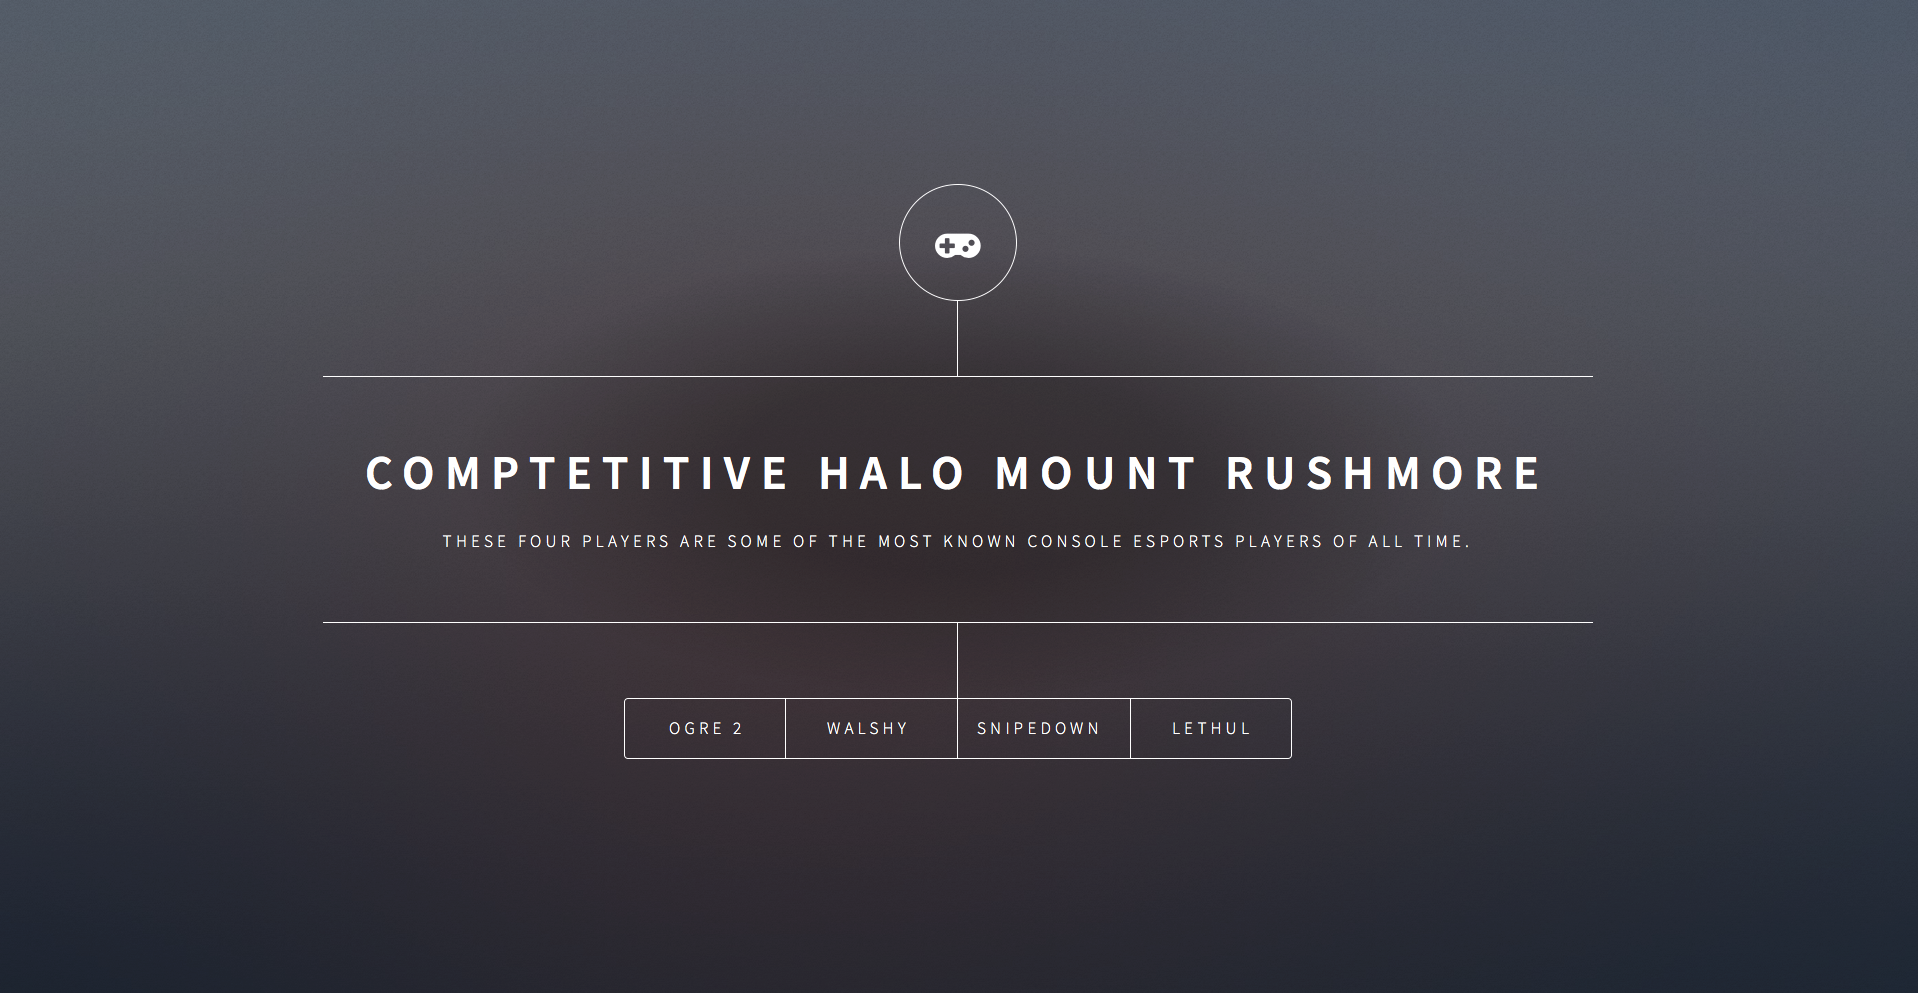 COMPTETITIVE HALO MOUNT RUSHMORE
THESE FOUR PLAYERS ARE SOME OF THE MOST KNOWN CONSOLE ESPORTS PLAYERS OF ALL TIME.
OGRE 2 WALSHY SNIPEDOWN LETHUL